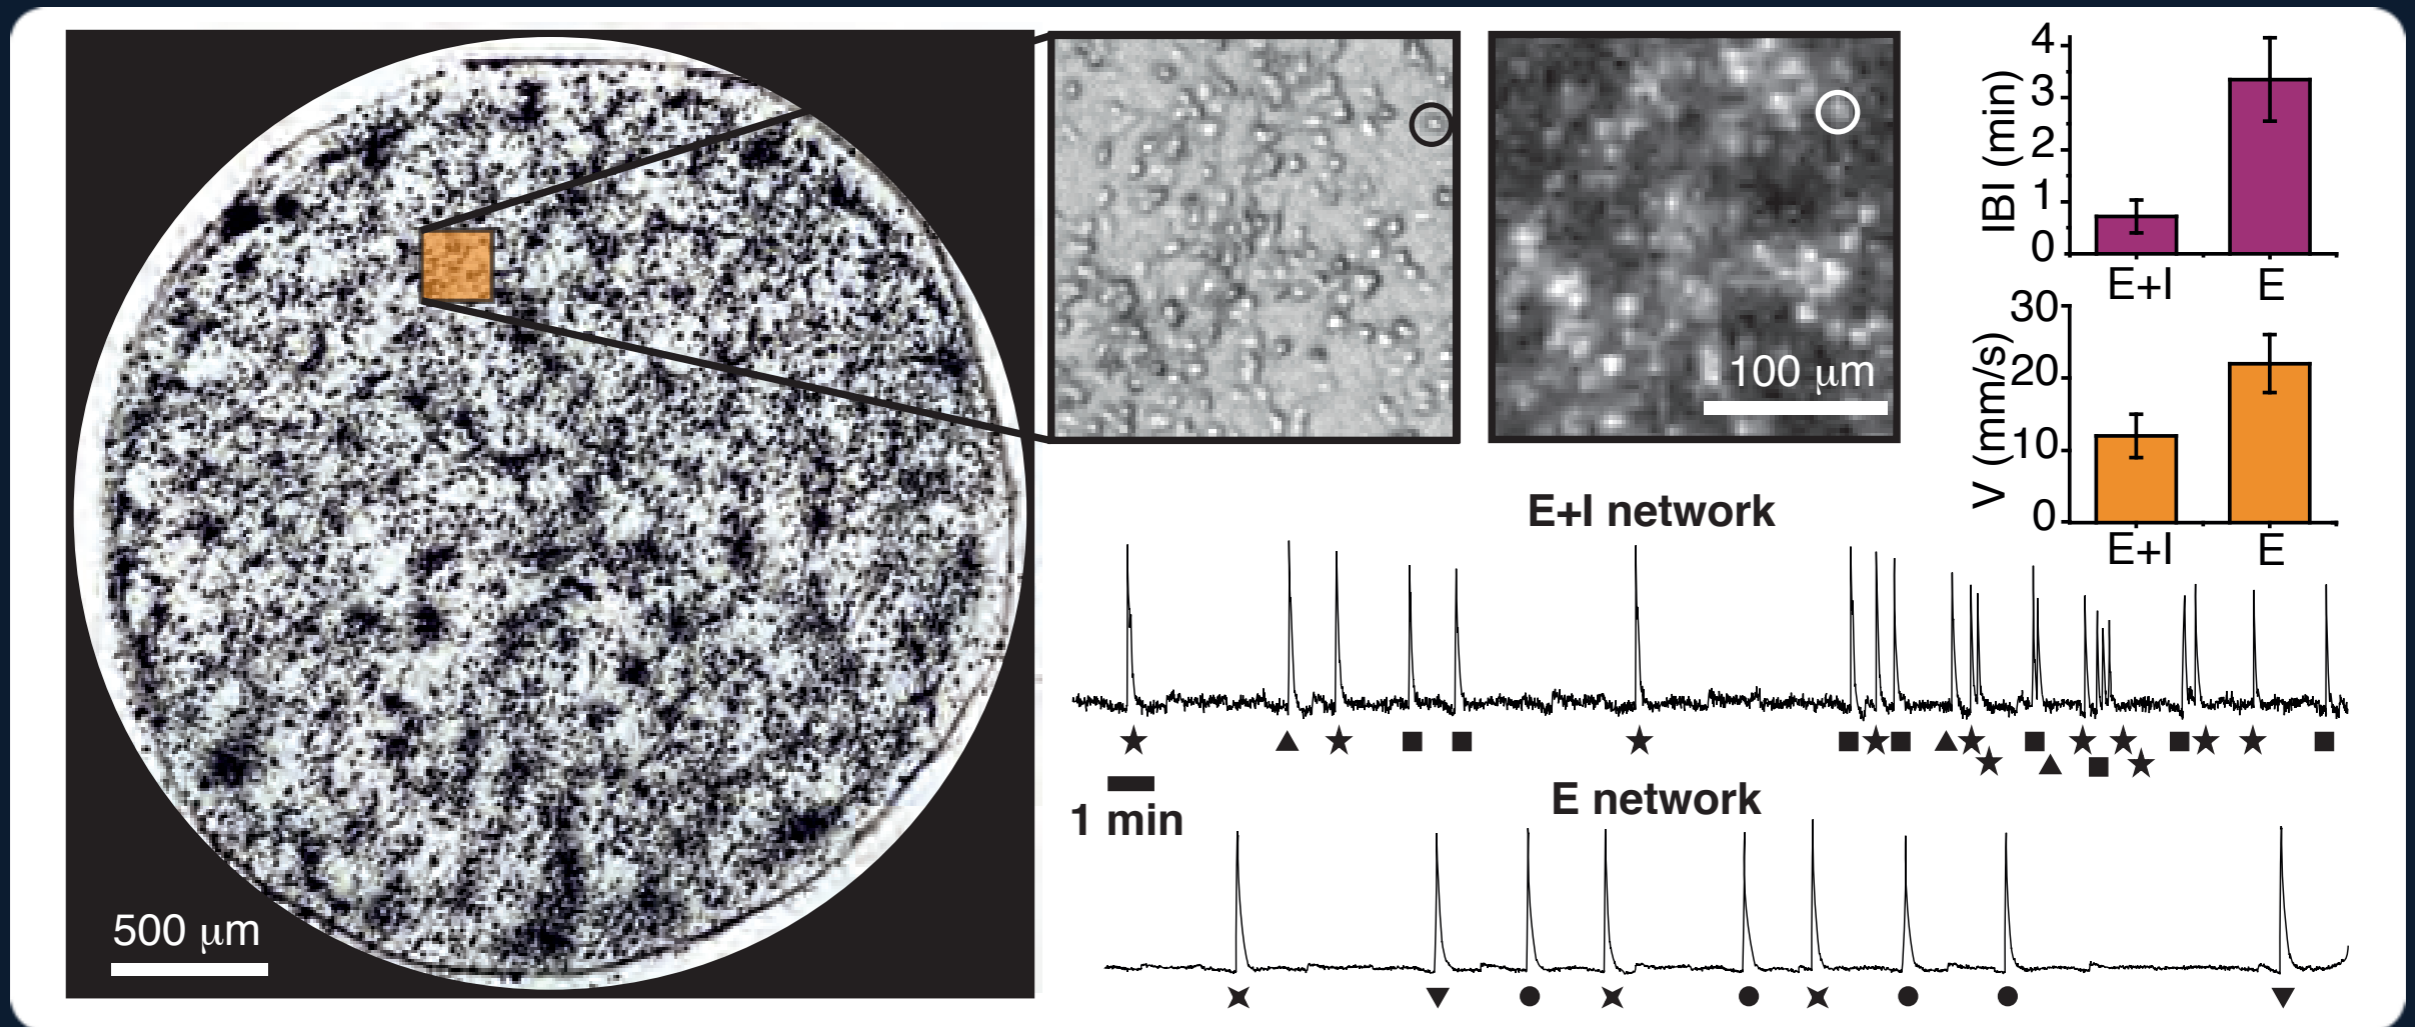 500 μm
100 μm
IBI (min)
4
3
2
1
0
E+I E
V (mm/s)
30
20
10
0
E+I E
E+I network
1 min
E network